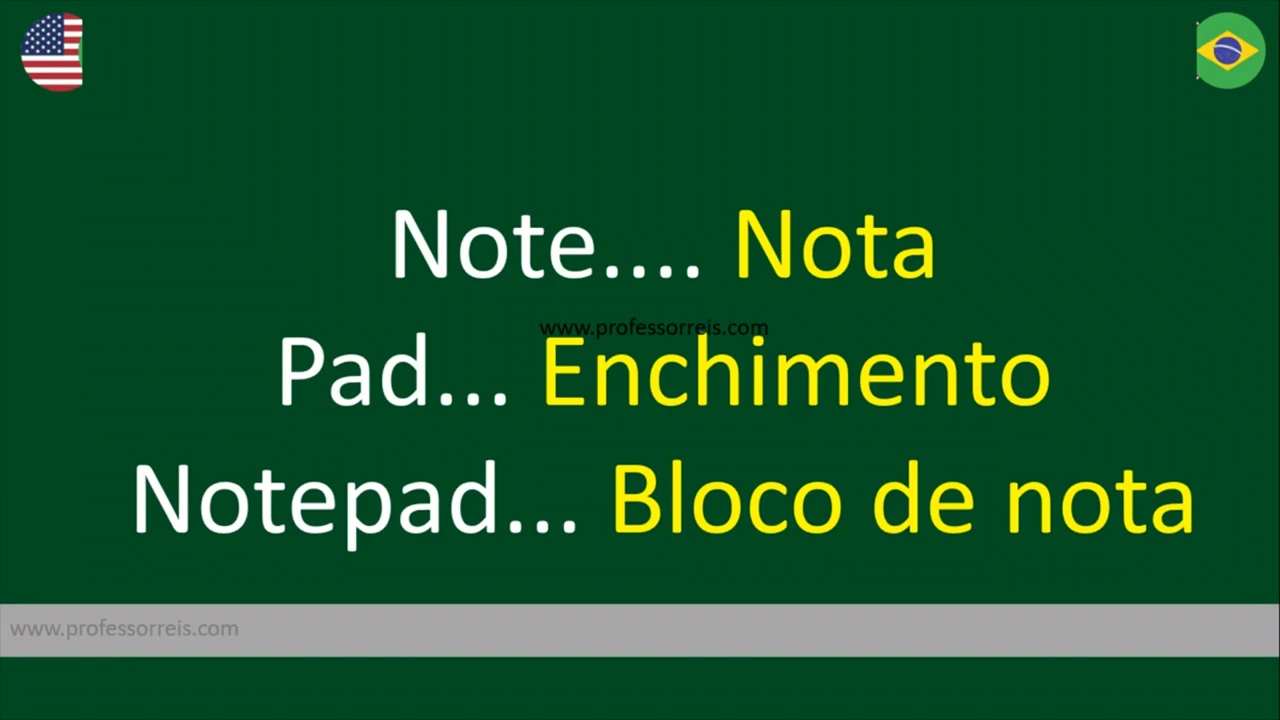 Note.... Nota
www.professorreis.com
Pad... Enchimento
Notepad... Bloco de nota
www.professorreis.com